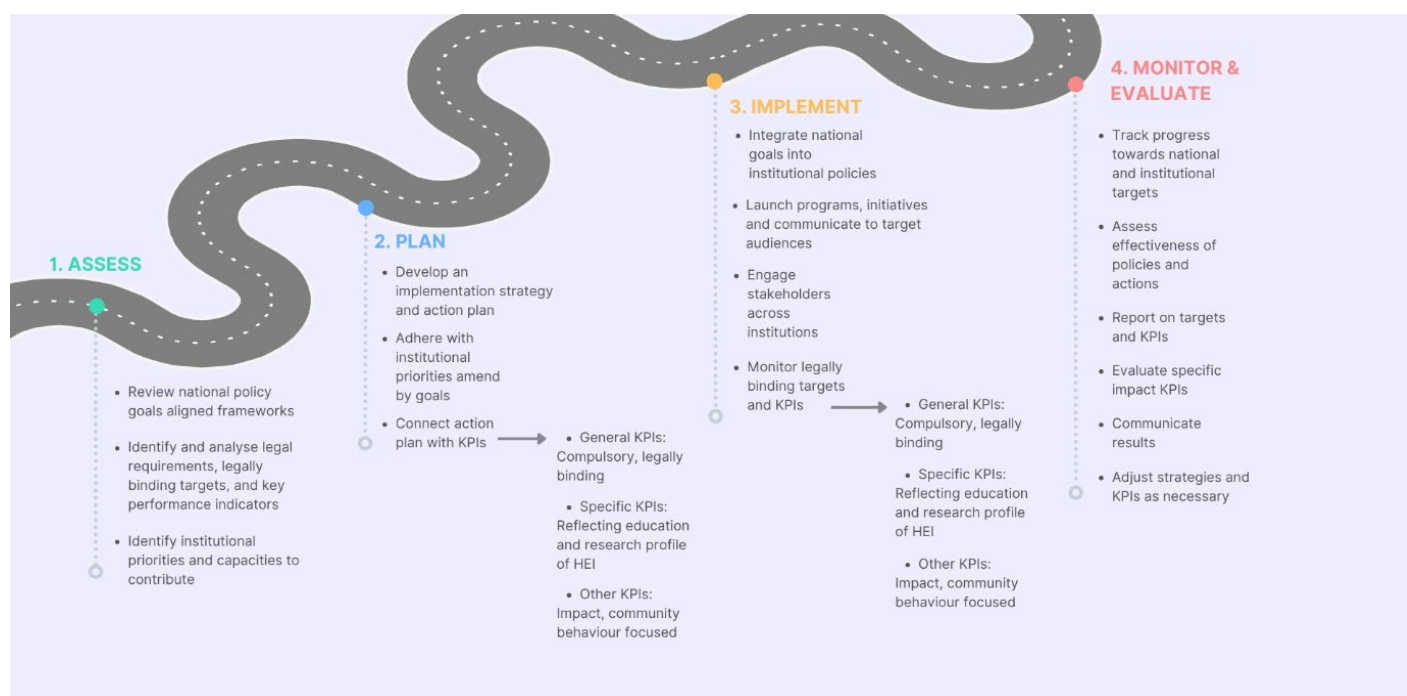 1. ASSESS
• Review national policy
goals aligned frameworks
• Identify and analyse legal
requirements, legally
binding targets, and key
performance indicators
• Identify institutional
priorities and capacities to
contribute
2. PLAN
• Develop an
implementation strategy
and action plan
• Adhere with
institutional
priorities amend
by goals
• Connect action
plan with KPIs
• General KPIs:
Compulsory, legally
binding
• Specific KPIs:
Reflecting education
and research profile
of HEI
• Other KPIs:
Impact, community
behaviour focused
3. IMPLEMENT
• Integrate national
goals into
institutional policies
• Launch programs, initiatives
and communicate to target
audiences
• Engage
stakeholders
across
institutions
• Monitor legally
binding targets
and KPIs
• General KPIs:
Compulsory, legally
binding
• Specific KPIs:
Reflecting education
and research profile
of HEI
• Other KPIs:
Impact, community
behaviour focused
4. MONITOR &
EVALUATE
• Track progress
towards national
and institutional
targets
• Assess
effectiveness of
policies and
actions
• Report on targets
and KPIs
• Evaluate specific
impact KPIs
• Communicate
results
• Adjust strategies and
KPIs as necessary